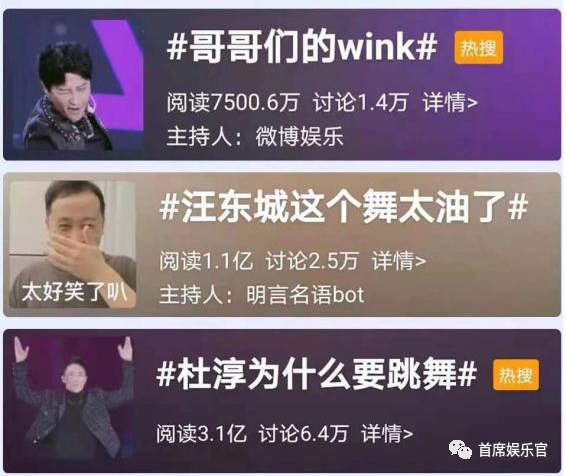 #哥哥们的wink# 热搜
阅读7500.6万 讨论1.4万 详情>
主持人：微博娱乐
#汪东城这个舞太油了#
阅读1.1亿 讨论2.5万 详情>
太好笑了叭
主持人：明言名语bot
#杜淳为什么要跳舞# 热搜
阅读3.1亿 讨论6.4万 详情>
首席娱乐官